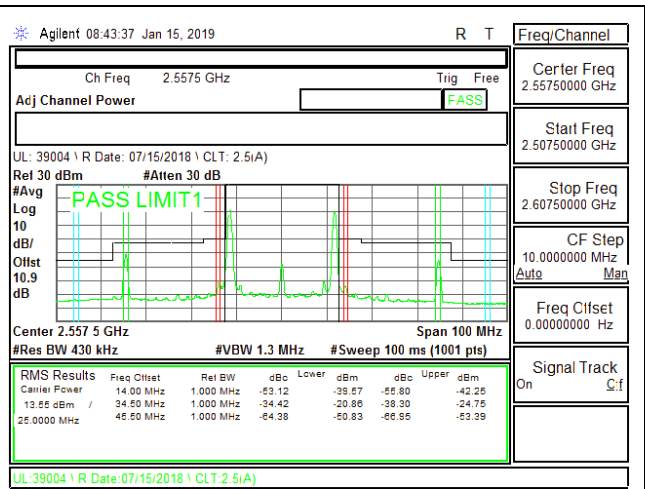 Agilent 08:43:37 Jan 15, 2019 R T
Ch Freq 2.5575 GHz Trig Free
Adj Channel Power PASS
UL: 39004 \ R Date: 07/15/2018 \ CLT: 2.5(A)
Ref 30 dBm #Atten 30 dB
#Avg
Log
10
dB/
Offst
10.9
dB
PASS LIMIT1
Center 2.557 5 GHz Span 100 MHz
#Res BW 430 kHz #VBW 1.3 MHz #Sweep 100 ms (1001 pts)
RMS Results Freq Offset Ref BW dBc Lower dBm dBc Upper dBm
Carrier Power 14.00 MHz 1.000 MHz -53.12 -39.57 -55.80 -42.25
13.55 dBm / 34.50 MHz 1.000 MHz -34.42 -20.86 -38.30 -24.75
25.0000 MHz 45.50 MHz 1.000 MHz -64.38 -50.83 -66.95 -53.39
UL:39004 \ R Date:07/15/2018 \ CLT:2.5(A)
Freq/Channel
Center Freq
2.55750000 GHz
Start Freq
2.50750000 GHz
Stop Freq
2.60750000 GHz
CF Step
10.0000000 MHz
Auto Man
Freq Offset
0.00000000 Hz
Signal Track
On Off